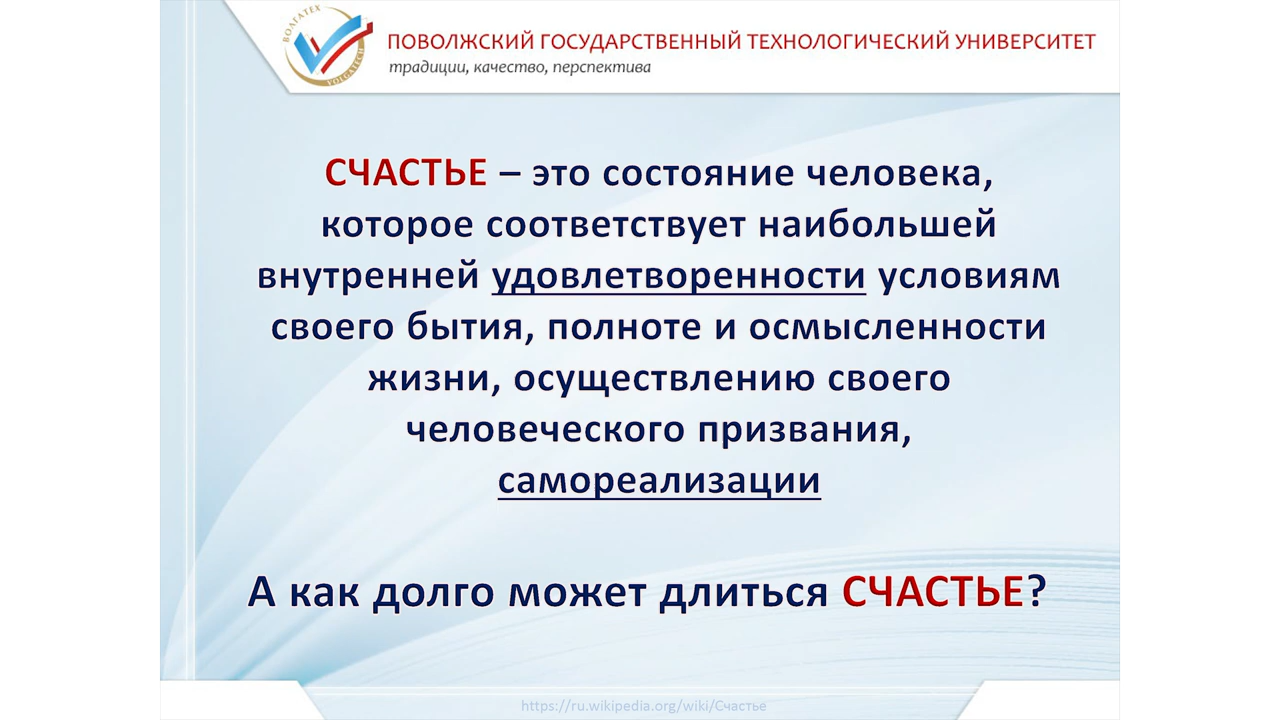 ВОЛГАТЕХ
VOLGATECH
ПОВОЛЖСКИЙ ГОСУДАРСТВЕННЫЙ ТЕХНОЛОГИЧЕСКИЙ УНИВЕРСИТЕТ
традиции, качество, перспектива
СЧАСТЬЕ – это состояние человека,
которое соответствует наибольшей
внутренней удовлетворенности условиям
своего бытия, полноте и осмысленности
жизни, осуществлению своего
человеческого призвания,
самореализации
А как долго может длиться СЧАСТЬЕ?
https://ru.wikipedia.org/wiki/Счастье